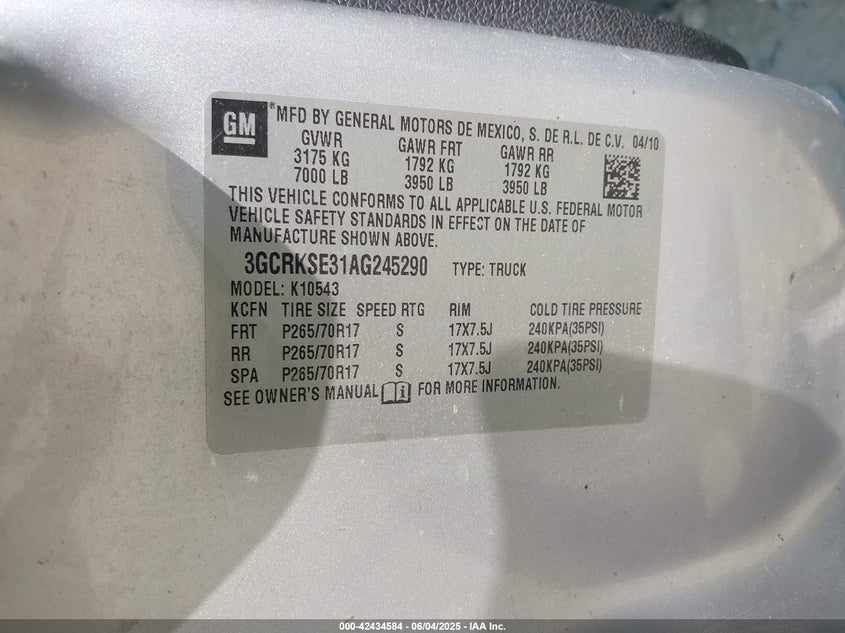 GM
® MFD BY GENERAL MOTORS DE MEXICO, S. DE R.L. DE C.V. 04/10
GVWR GAWR FRT GAWR RR
3175 KG 1792 KG 1792 KG
7000 LB 3950 LB 3950 LB
THIS VEHICLE CONFORMS TO ALL APPLICABLE U.S. FEDERAL MOTOR
VEHICLE SAFETY STANDARDS IN EFFECT ON THE DATE OF
MANUFACTURE SHOWN ABOVE.
3GCRKSE31AG245290 TYPE: TRUCK
MODEL: K10543
KCFN TIRE SIZE SPEED RTG RIM COLD TIRE PRESSURE
FRT P265/70R17 S 17X7.5J 240KPA(35PSI)
RR P265/70R17 S 17X7.5J 240KPA(35PSI)
SPA P265/70R17 S 17X7.5J 240KPA(35PSI)
SEE OWNER'S MANUAL i FOR MORE INFORMATION.
000-42434584 - 06/04/2025 - IAA Inc.